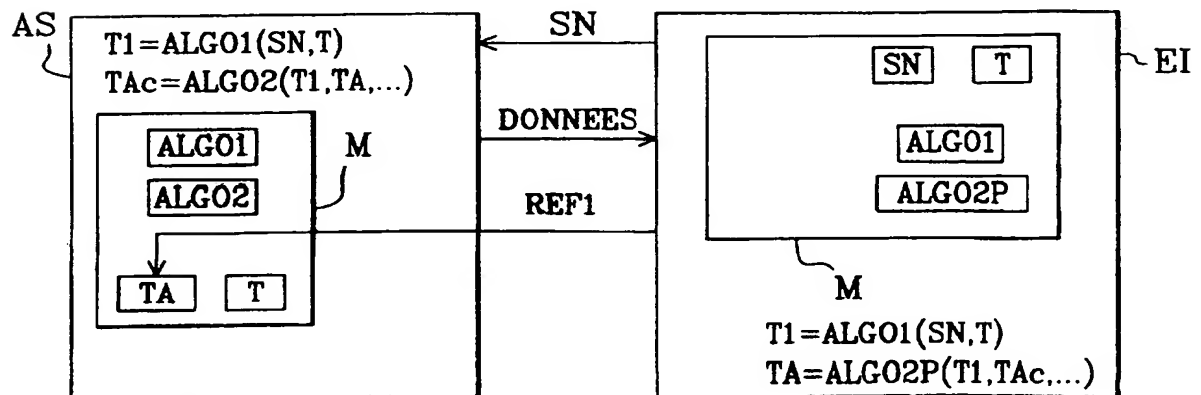 AS
T1=ALGO1(SN,T)
TAc=ALGO2(T1,TA,...)
ALGO1
ALGO2
M
TA
T
SN
DONNEES
REF1
SN
T
EI
ALGO1
ALGO2P
M
T1=ALGO1(SN,T)
TA=ALGO2P(T1,TAc,...)